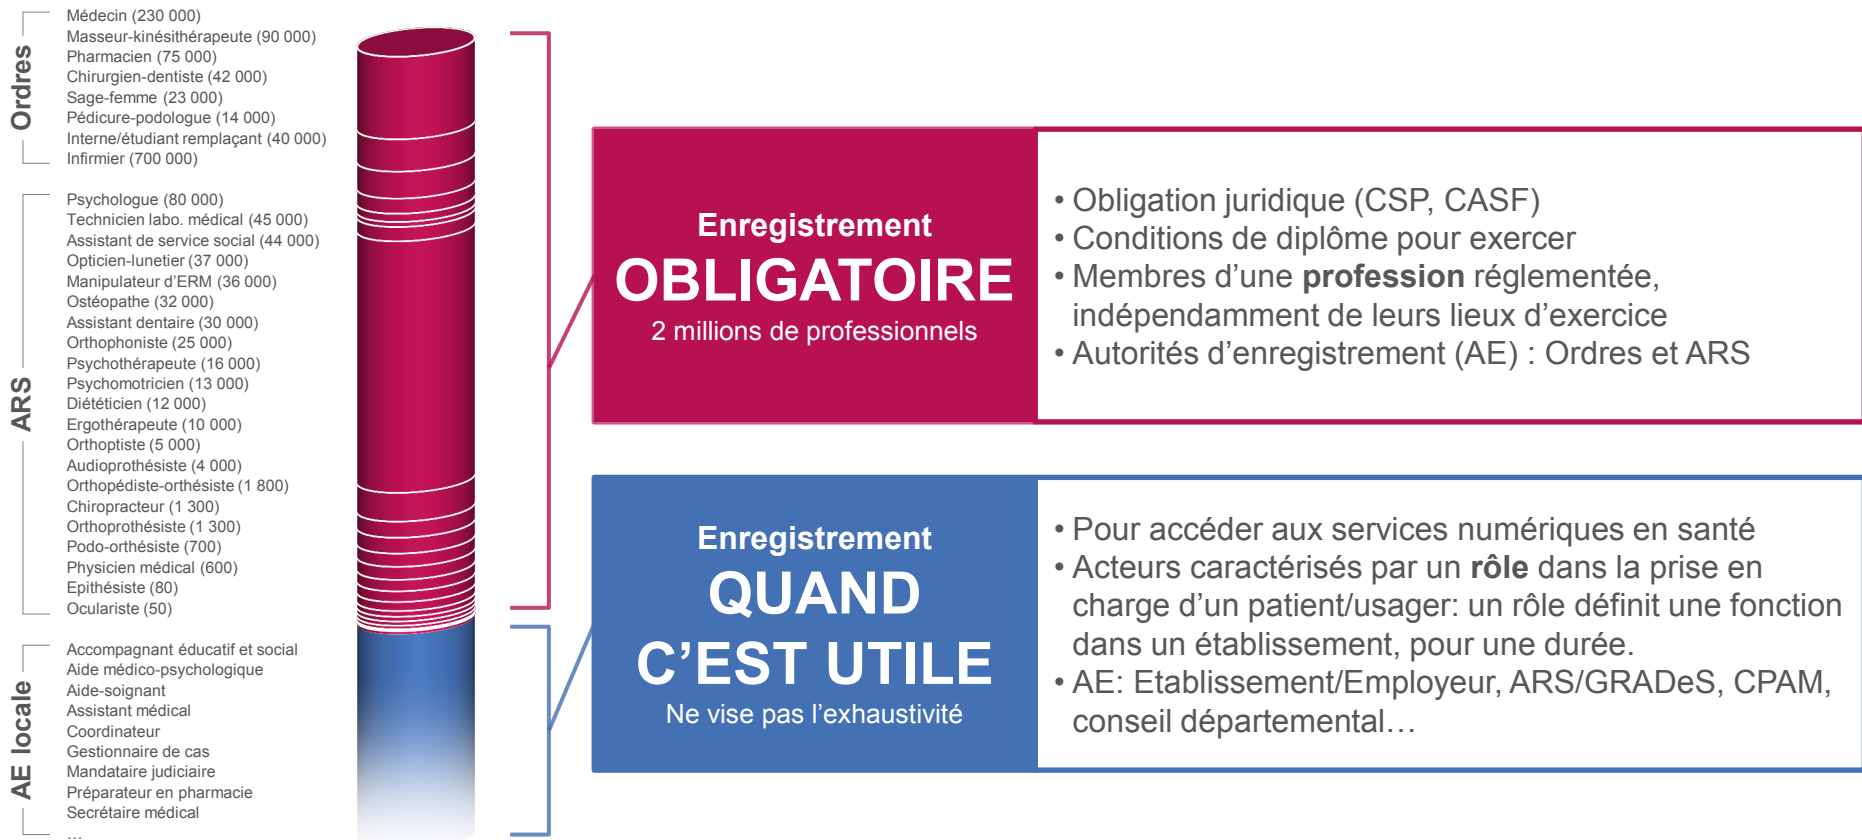 Ordres
Médecin (230 000)
Masseur-kinésithérapeute (90 000)
Pharmacien (75 000)
Chirurgien-dentiste (42 000)
Sage-femme (23 000)
Pédicure-podologue (14 000)
Interne/étudiant remplaçant (40 000)
Infirmier (700 000)
ARS
Psychologue (80 000)
Technicien labo. médical (45 000)
Assistant de service social (44 000)
Opticien-lunetier (37 000)
Manipulateur d’ERM (36 000)
Ostéopathe (32 000)
Assistant dentaire (30 000)
Orthophoniste (25 000)
Psychothérapeute (16 000)
Psychomotricien (13 000)
Diététicien (12 000)
Ergothérapeute (10 000)
Orthoptiste (5 000)
Audioprothésiste (4 000)
Orthopédiste-orthésiste (1 800)
Chiropracteur (1 300)
Orthoprothésiste (1 300)
Podo-orthésiste (700)
Physicien médical (600)
Epithésiste (80)
Oculariste (50)
AE locale
Accompagnant éducatif et social
Aide médico-psychologique
Aide-soignant
Assistant médical
Coordinateur
Gestionnaire de cas
Mandataire judiciaire
Préparateur en pharmacie
Secrétaire médical
…
Enregistrement
OBLIGATOIRE
2 millions de professionnels
• Obligation juridique (CSP, CASF)
• Conditions de diplôme pour exercer
• Membres d’une profession réglementée,
indépendamment de leurs lieux d’exercice
• Autorités d’enregistrement (AE) : Ordres et ARS
Enregistrement
QUAND
C’EST UTILE
Ne vise pas l’exhaustivité
• Pour accéder aux services numériques en santé
• Acteurs caractérisés par un rôle dans la prise en
charge d’un patient/usager: un rôle définit une fonction
dans un établissement, pour une durée.
• AE: Etablissement/Employeur, ARS/GRADeS, CPAM,
conseil départemental…